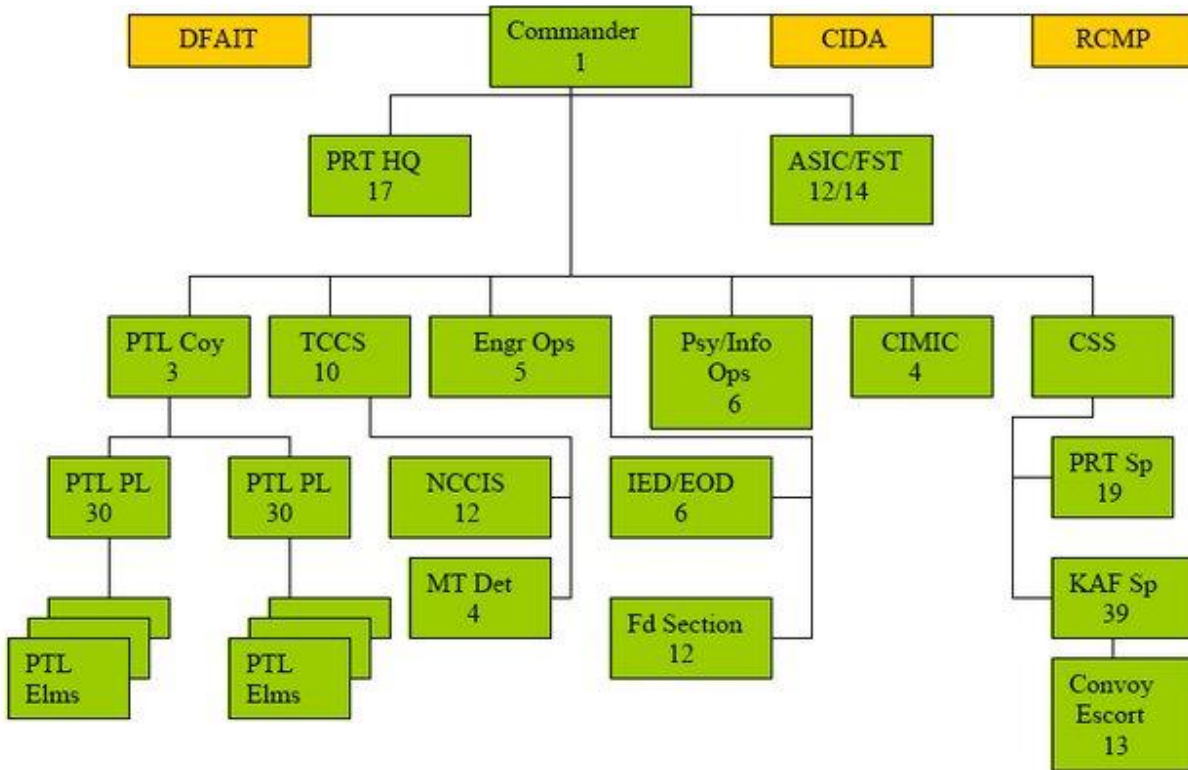 DFAIT
Commander
1
CIDA
RCMP
PRT HQ
17
ASIC/FST
12/14
PTL Coy
3
TCCS
10
Engr Ops
5
Psy/Info
Ops
6
CIMIC
4
CSS
PTL PL
30
PTL PL
30
NCCIS
12
IED/EOD
6
PRT Sp
19
MT Det
4
Fd Section
12
KAF Sp
39
PTL
Elms
PTL
Elms
Convoy
Escort
13